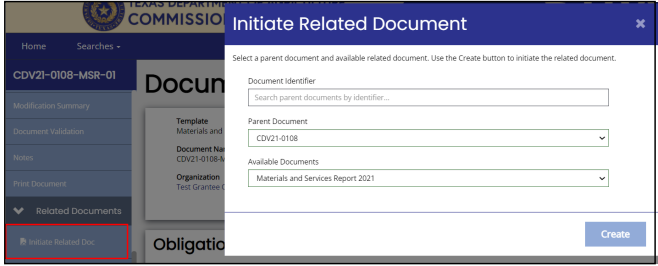 TEXAS DEPARTM
COMMISSIO
Home Searches
CDV21-0108-MSR-01
Modification Summary
Document Validation
Notes
Print Document
Related Documents
Initiate Related Doc
Docum
Template
Materials and
Document Nam
CDV21-0108-M
Organization
Test Grantee C
Obligatio
Initiate Related Document
×
Select a parent document and available related document. Use the Create button to initiate the related document.
Document Identifier
Search parent documents by identifier...
Parent Document
CDV21-0108
Available Documents
Materials and Services Report 2021
Create